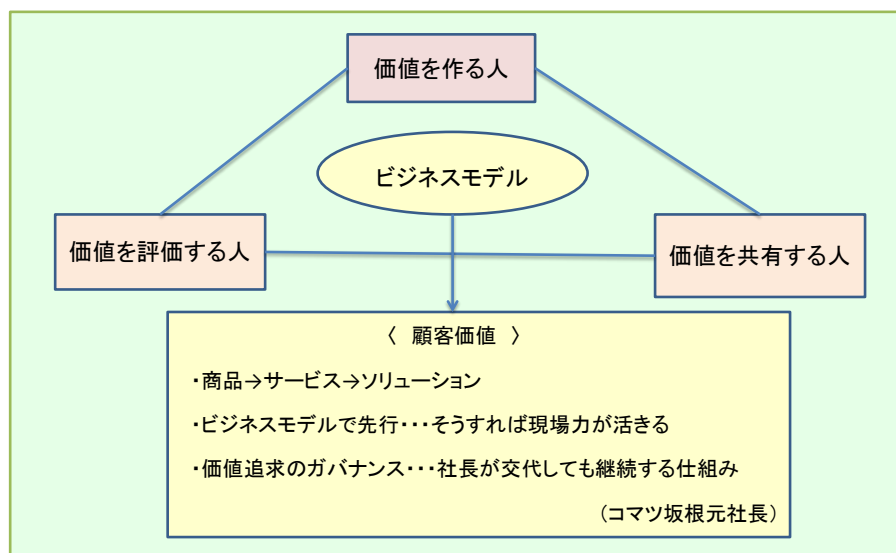 価値を作る人
ビジネスモデル
価値を評価する人
価値を共有する人
〈 顧客価値 〉
・商品→サービス→ソリューション
・ビジネスモデルで先行・・・そうすれば現場力が活きる
・価値追求のガバナンス・・・社長が交代しても継続する仕組み
（コマツ坂根元社長）